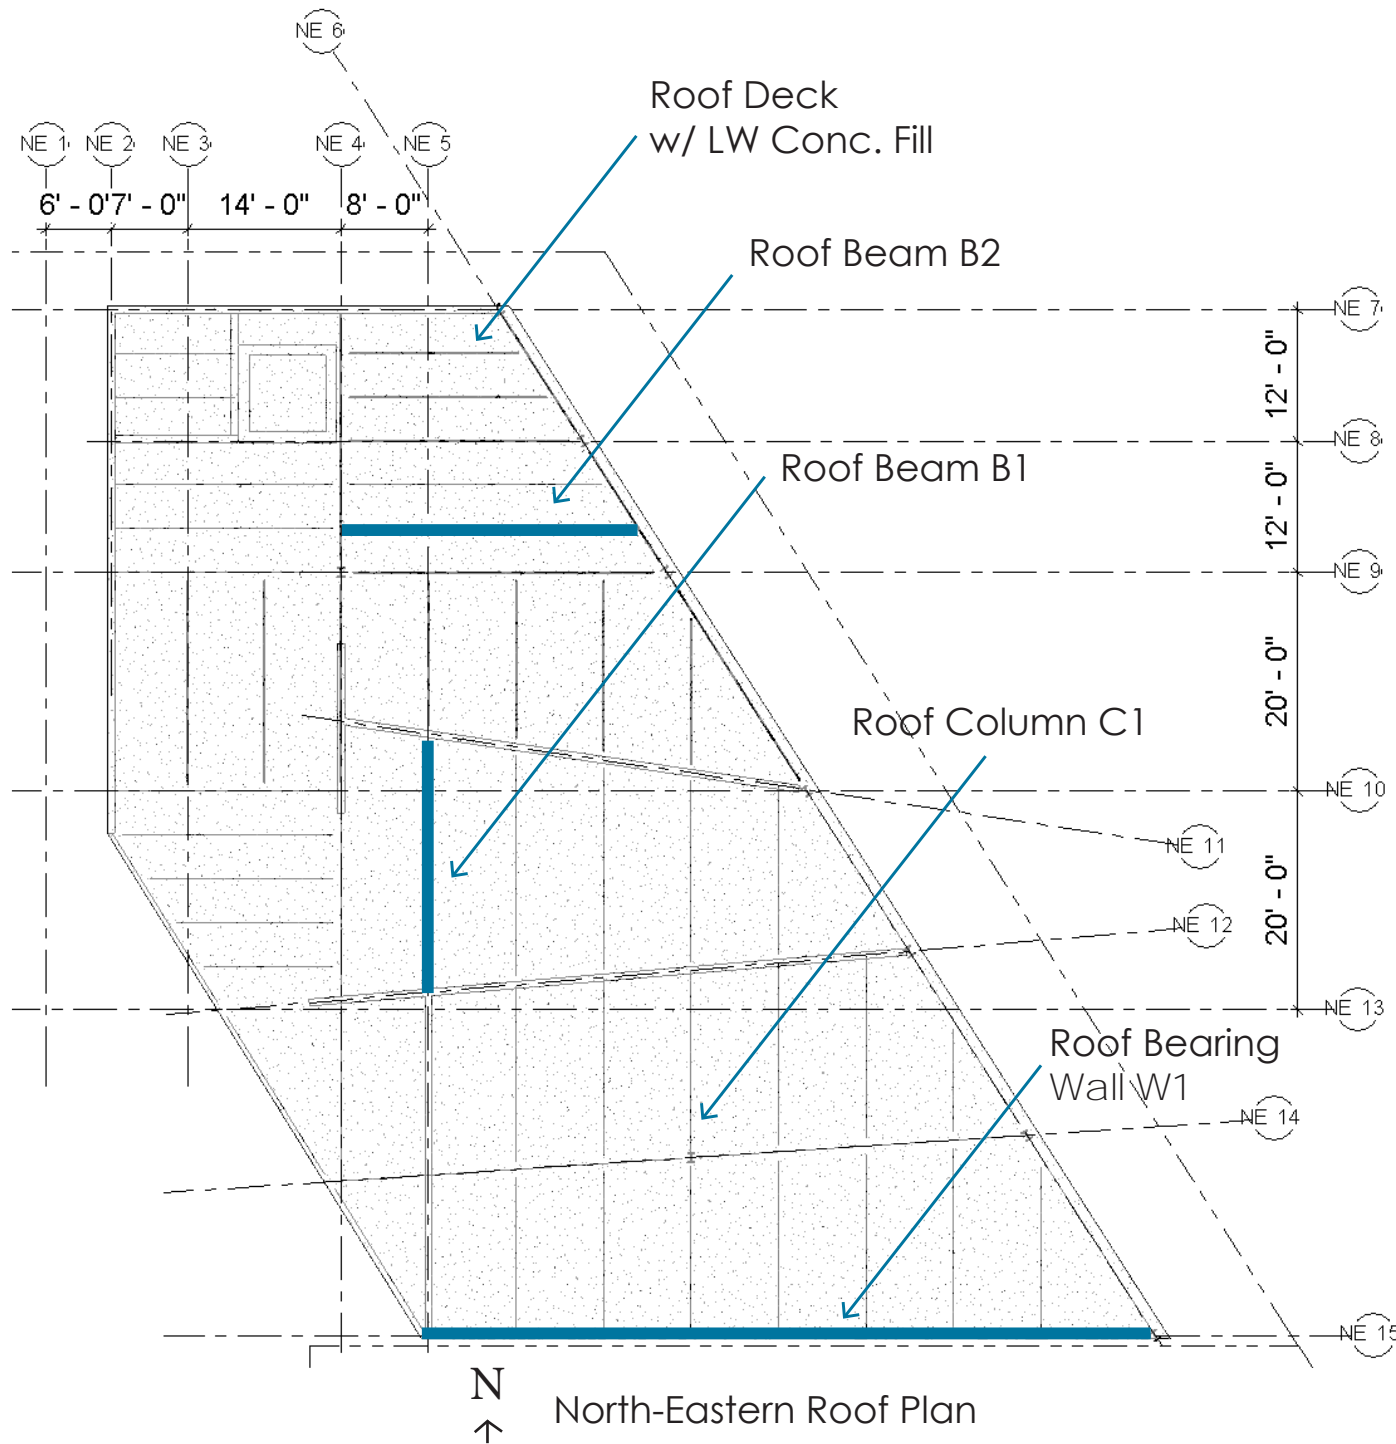 NE 6
Roof Deck
w/ LW Conc. Fill
NE 1
NE 2
NE 3
NE 4
NE 5
6' - 0"
7' - 0"
14' - 0"
8' - 0"
Roof Beam B2
NE 7
12' - 0"
NE 8
Roof Beam B1
12' - 0"
NE 9
20' - 0"
Roof Column C1
NE 10
NE 11
20' - 0"
NE 12
NE 13
Roof Bearing
Wall W1
NE 14
NE 15
N
North-Eastern Roof Plan